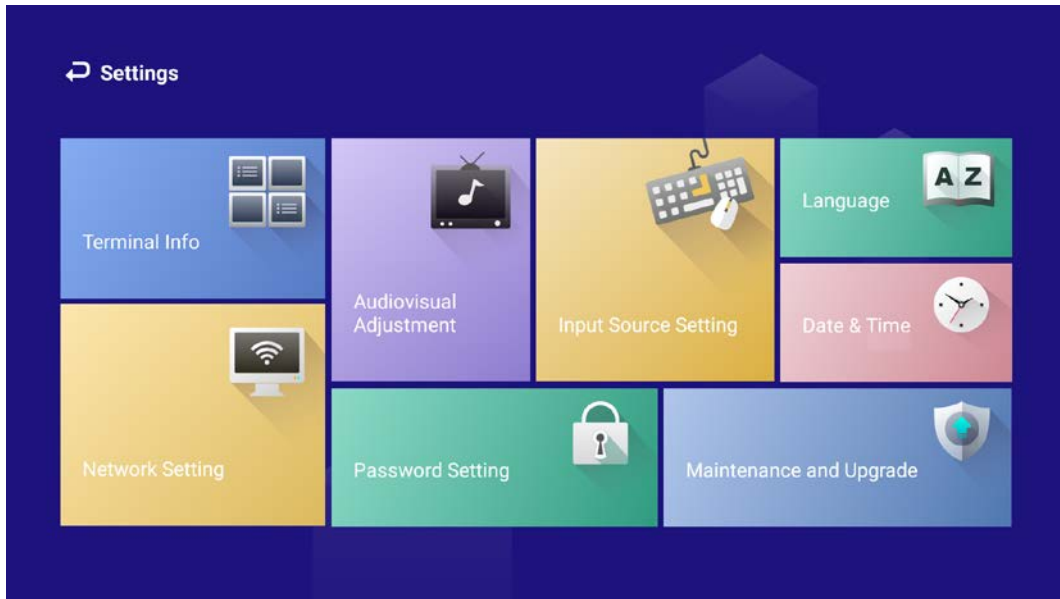 Settings
Terminal Info
Audiovisual
Adjustment
Input Source Setting
Language
A Z
Date & Time
Network Setting
Password Setting
Maintenance and Upgrade